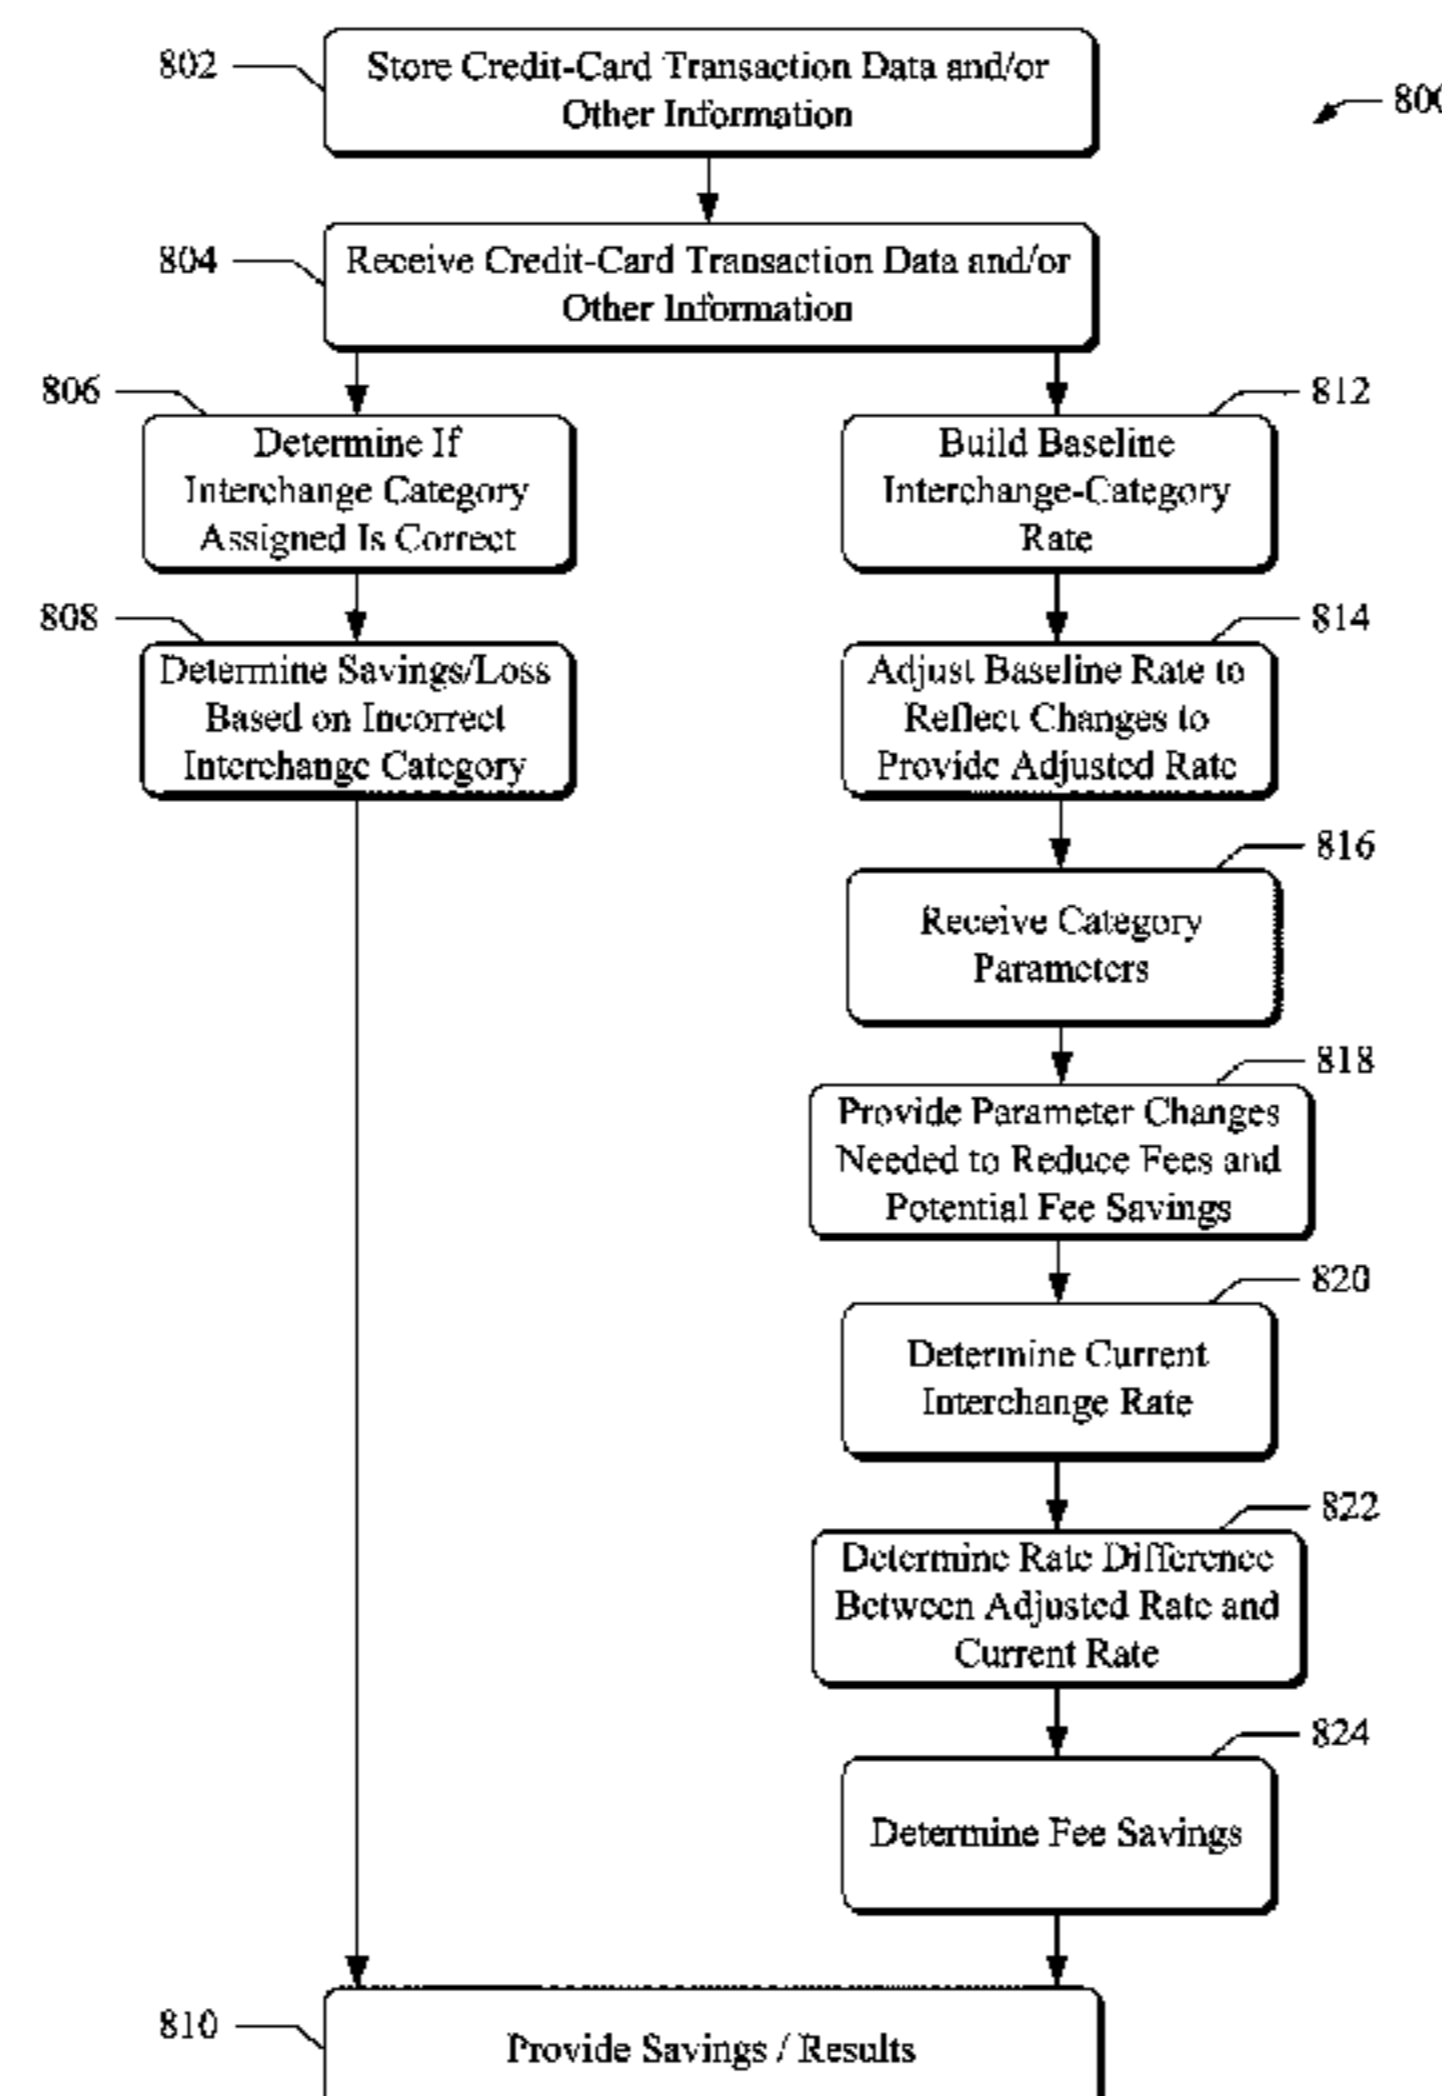 802
Store Credit-Card Transaction Data and/or
Other Information
800
804
Receive Credit-Card Transaction Data and/or
Other Information
806
Determine If
Interchange Category
Assigned Is Correct
812
Build Baseline
Interchange-Category
Rate
808
Determine Savings/Loss
Based on Incorrect
Interchange Category
814
Adjust Baseline Rate to
Reflect Changes to
Provide Adjusted Rate
816
Receive Category
Parameters
818
Provide Parameter Changes
Needed to Reduce Fees and
Potential Fee Savings
820
Determine Current
Interchange Rate
822
Determine Rate Difference
Between Adjusted Rate and
Current Rate
824
Determine Fee Savings
810
Provide Savings / Results